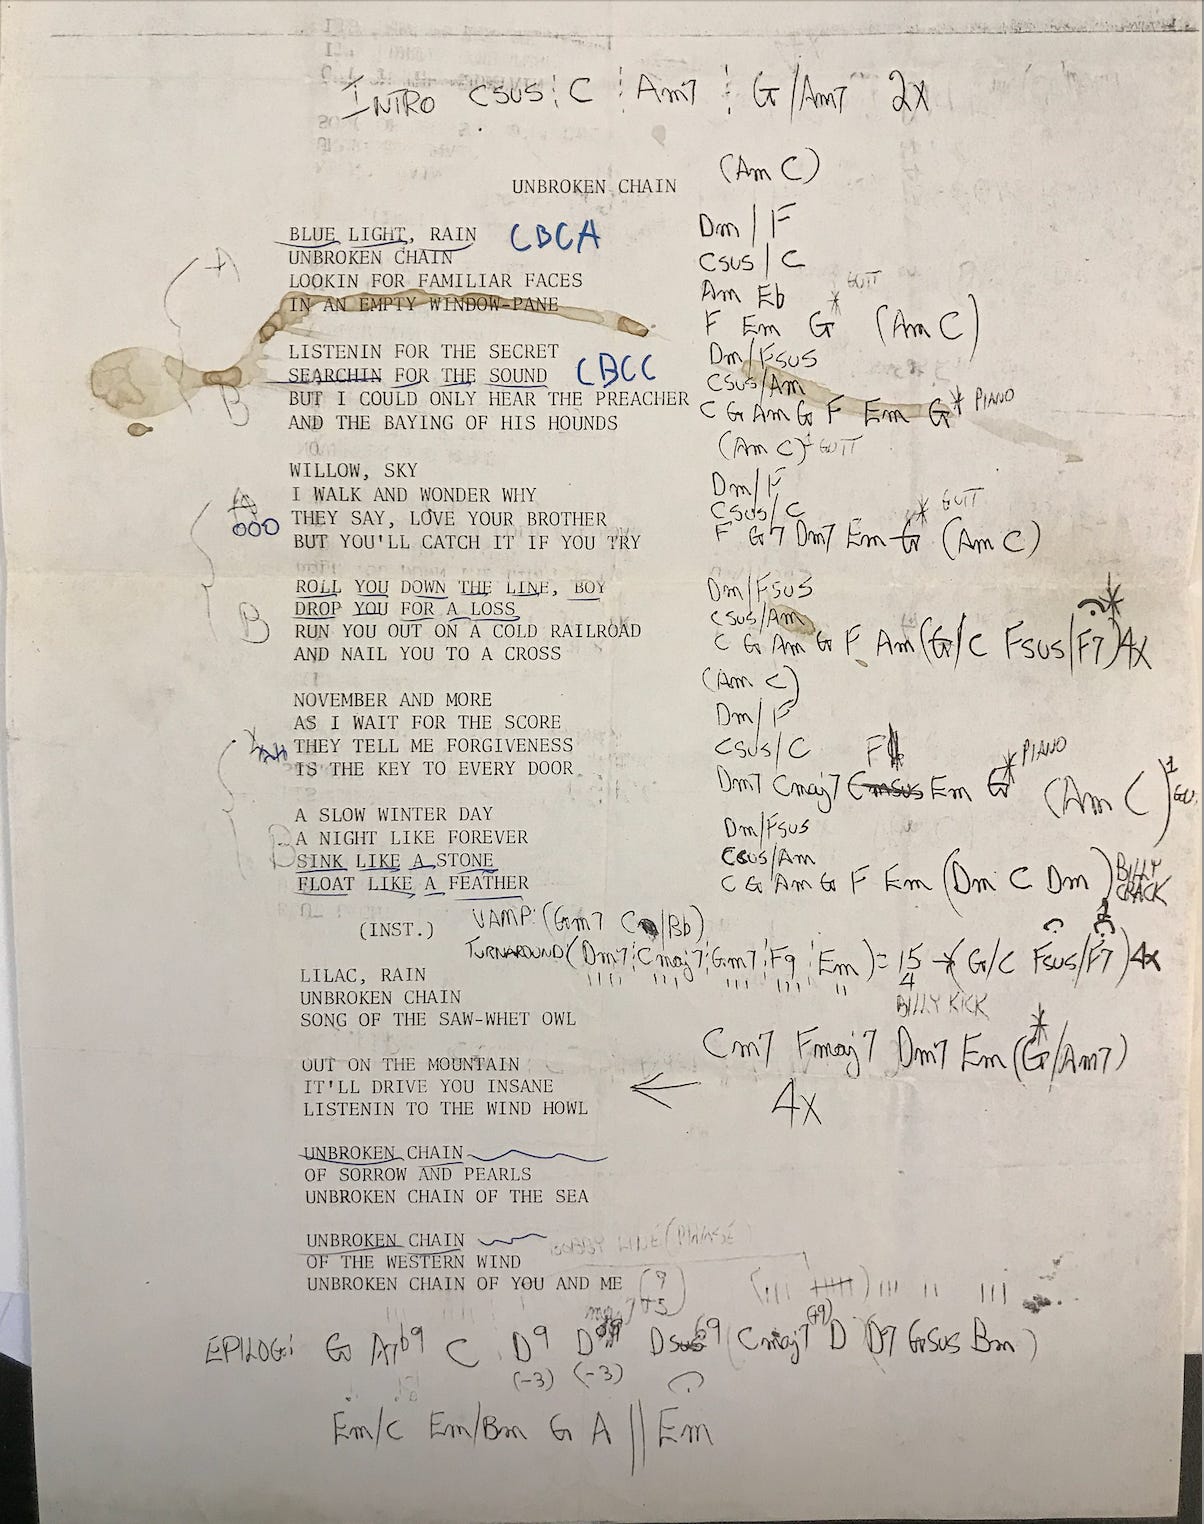 INTRO Csus ¦ C ¦ Am7 ¦ G/Am7 2x
(Am C)
UNBROKEN CHAIN
BLUE LIGHT, RAIN CBCA Dm/F
UNBROKEN CHAIN Csus/C
A LOOKIN FOR FAMILIAR FACES Am Eb GUIT
IN AN EMPTY WINDOW-PANE F Em G* (Am C)
LISTENIN FOR THE SECRET Dm/Fsus
SEARCHIN FOR THE SOUND CBCC Csus/Am
B BUT I COULD ONLY HEAR THE PREACHER C G Am G F Em G* PIANO
AND THE BAYING OF HIS HOUNDS
(Am C) GUIT
WILLOW, SKY Dm/F
A I WALK AND WONDER WHY Csus/C GUIT
THEY SAY, LOVE YOUR BROTHER F G7 Dm7 Em G* (Am C)
BUT YOU'LL CATCH IT IF YOU TRY
ROLL YOU DOWN THE LINE, BOY Dm/Fsus
DROP YOU FOR A LOSS Csus/Am
B RUN YOU OUT ON A COLD RAILROAD C G Am G F Am (G/C Fsus/F7)* 4x
AND NAIL YOU TO A CROSS
(Am C)
NOVEMBER AND MORE Dm/F
AS I WAIT FOR THE SCORE Csus/C
THEY TELL ME FORGIVENESS F PIANO
IS THE KEY TO EVERY DOOR Dm7 Cmaj7 Em G* (Am C)
A SLOW WINTER DAY Dm/Fsus
A NIGHT LIKE FOREVER Csus/Am
B SINK LIKE A STONE C G Am G F Em (Dm C Dm) BILLY CRACK
FLOAT LIKE A FEATHER
(INST.) VAMP: (Gm7 C/Bb)
TURNAROUND (Dm7 ¦ Cmaj7 ¦ Gm7 ¦ F9 ¦ Em) = 15/4 (G/C Fsus/F7) 4x
BILLY KICK
LILAC, RAIN
UNBROKEN CHAIN
SONG OF THE SAW-WHET OWL
Cm7 Fmaj7 Dm7 Em (G*/Am7)
4x
OUT ON THE MOUNTAIN
IT'LL DRIVE YOU INSANE
LISTENIN TO THE WIND HOWL
UNBROKEN CHAIN
OF SORROW AND PEARLS
UNBROKEN CHAIN OF THE SEA
UNBROKEN CHAIN
OF THE WESTERN WIND
UNBROKEN CHAIN OF YOU AND ME
EPILOG: G A7b9 C D9 D Dsus (Cmaj7 D D7 Gsus Bm)
(-3) (-3)
Em/C Em/Bm G A || Em